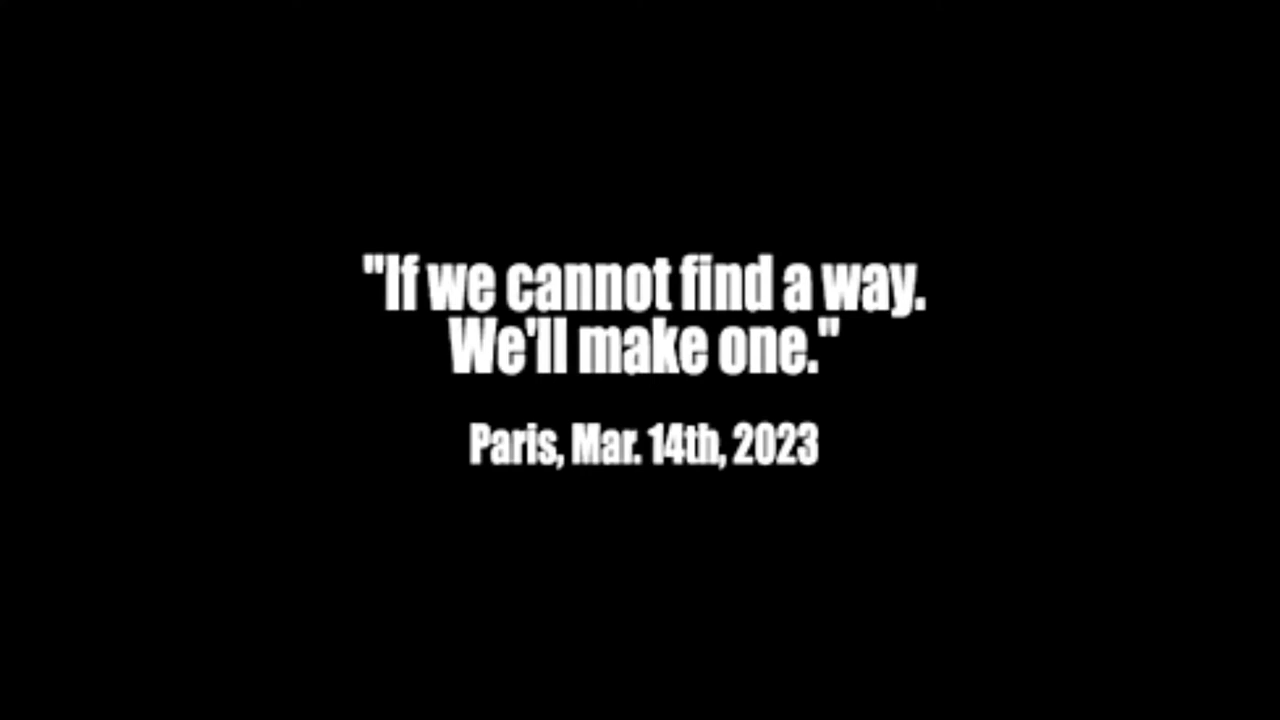 "If we cannot find a way.
We'll make one."
Paris, Mar. 14th, 2023